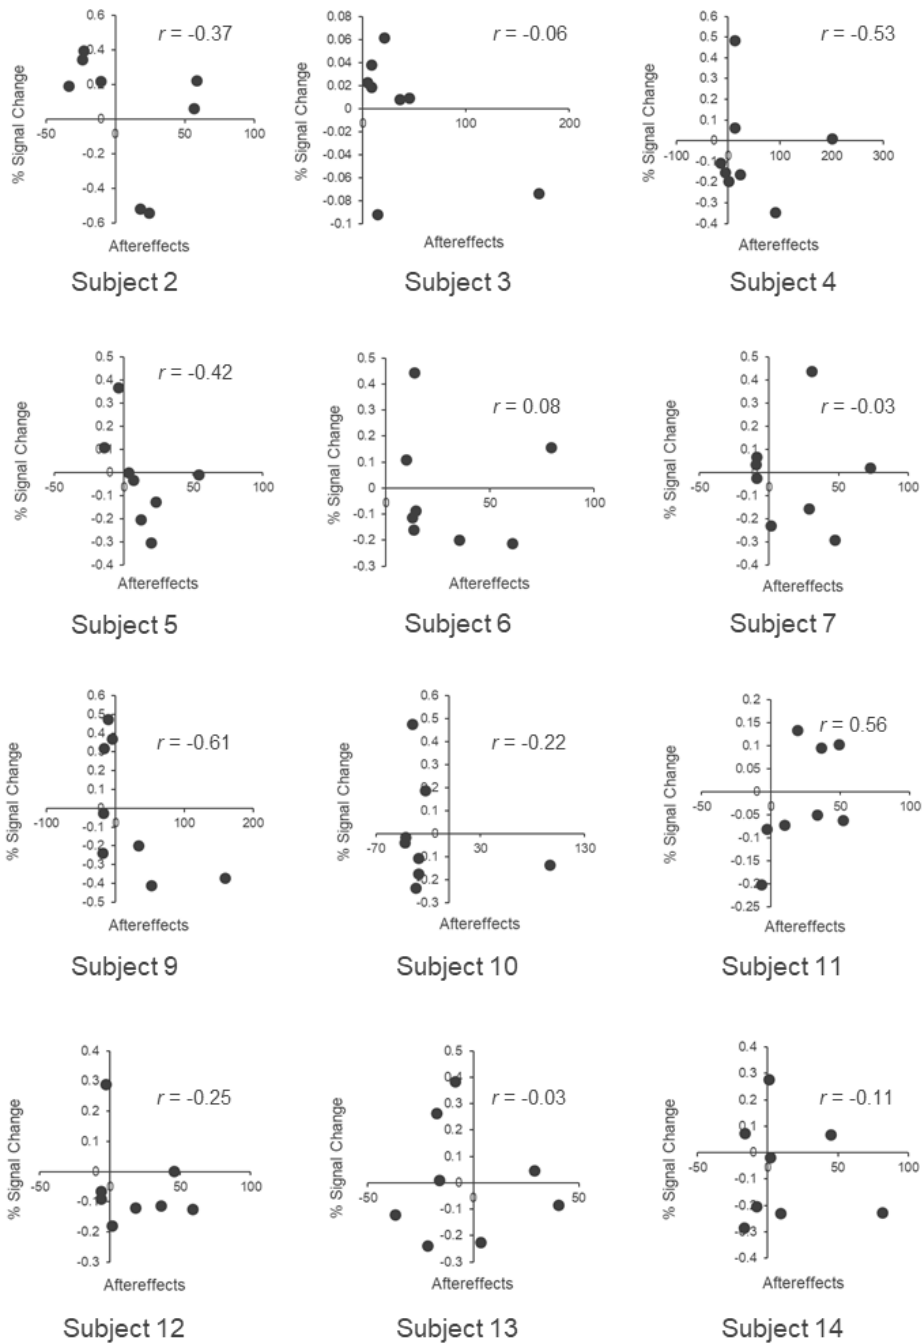 % Signal Change
0.6
0.4
0.2
0
-0.2
-0.4
-0.6
r = -0.37
-50 0 50 100
Aftereffects
Subject 2
% Signal Change
0.08
0.06
0.04
0.02
0
-0.02
-0.04
-0.06
-0.08
-0.1
r = -0.06
0 100 200
Aftereffects
Subject 3
% Signal Change
0.6
0.5
0.4
0.3
0.2
0.1
0
-0.1
-0.2
-0.3
-0.4
r = -0.53
-100 0 100 200 300
Aftereffects
Subject 4
% Signal Change
0.5
0.4
0.3
0.2
0.1
0
-0.1
-0.2
-0.3
-0.4
r = -0.42
-50 0 50 100
Aftereffects
Subject 5
% Signal Change
0.5
0.4
0.3
0.2
0.1
0
-0.1
-0.2
-0.3
r = 0.08
0 50 100
Aftereffects
Subject 6
% Signal Change
0.5
0.4
0.3
0.2
0.1
0
-0.1
-0.2
-0.3
-0.4
r = -0.03
-50 0 50 100
Aftereffects
Subject 7
% Signal Change
0.6
0.5
0.4
0.3
0.2
0.1
0
-0.1
-0.2
-0.3
-0.4
-0.5
r = -0.61
-100 0 100 200
Aftereffects
Subject 9
% Signal Change
0.6
0.5
0.4
0.3
0.2
0.1
0
-0.1
-0.2
-0.3
r = -0.22
-70 30 130
Aftereffects
Subject 10
% Signal Change
0.2
0.15
0.1
0.05
0
-0.05
-0.1
-0.15
-0.2
-0.25
r = 0.56
-50 0 50 100
Aftereffects
Subject 11
% Signal Change
0.4
0.3
0.2
0.1
0
-0.1
-0.2
-0.3
r = -0.25
-50 0 50 100
Aftereffects
Subject 12
% Signal Change
0.5
0.4
0.3
0.2
0.1
0
-0.1
-0.2
-0.3
r = -0.03
-50 0 50
Aftereffects
Subject 13
% Signal Change
0.4
0.3
0.2
0.1
0
-0.1
-0.2
-0.3
-0.4
r = -0.11
-50 0 50 100
Aftereffects
Subject 14